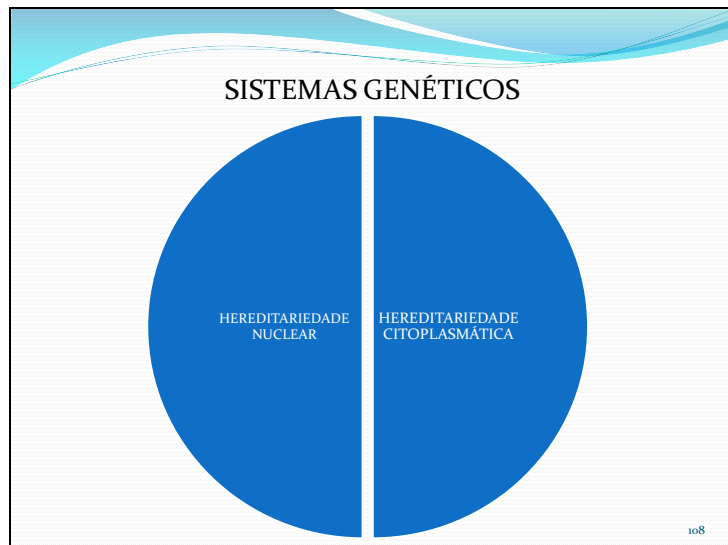 SISTEMAS GENÉTICOS
HEREDITARIEDADE
NUCLEAR
HEREDITARIEDADE
CITOPLASMÁTICA
108